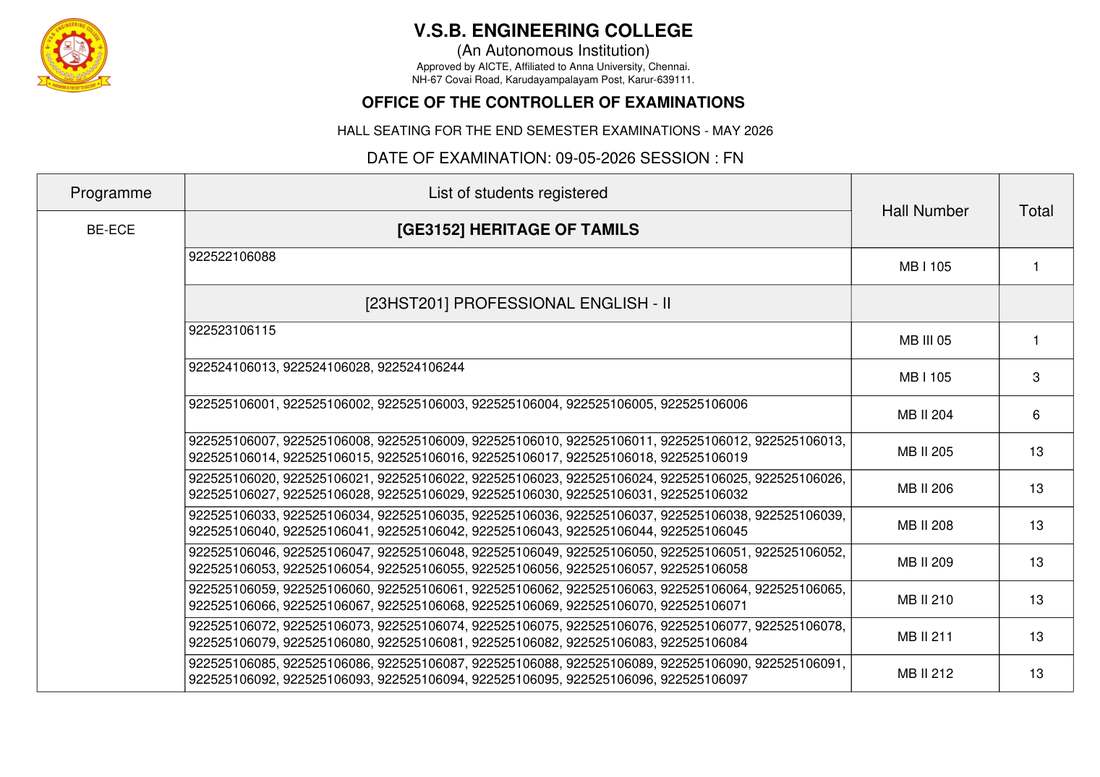 V.S.B. ENGINEERING COLLEGE
(An Autonomous Institution)
Approved by AICTE, Affiliated to Anna University, Chennai.
NH-67 Covai Road, Karudayampalayam Post, Karur-639111.
OFFICE OF THE CONTROLLER OF EXAMINATIONS
HALL SEATING FOR THE END SEMESTER EXAMINATIONS - MAY 2026
DATE OF EXAMINATION: 09-05-2026 SESSION : FN
Programme List of students registered Hall Number Total
BE-ECE [GE3152] HERITAGE OF TAMILS
922522106088 MB I 105 1
[23HST201] PROFESSIONAL ENGLISH - II
922523106115 MB III 05 1
922524106013, 922524106028, 922524106244 MB I 105 3
922525106001, 922525106002, 922525106003, 922525106004, 922525106005, 922525106006 MB II 204 6
922525106007, 922525106008, 922525106009, 922525106010, 922525106011, 922525106012, 922525106013,
922525106014, 922525106015, 922525106016, 922525106017, 922525106018, 922525106019 MB II 205 13
922525106020, 922525106021, 922525106022, 922525106023, 922525106024, 922525106025, 922525106026,
922525106027, 922525106028, 922525106029, 922525106030, 922525106031, 922525106032 MB II 206 13
922525106033, 922525106034, 922525106035, 922525106036, 922525106037, 922525106038, 922525106039,
922525106040, 922525106041, 922525106042, 922525106043, 922525106044, 922525106045 MB II 208 13
922525106046, 922525106047, 922525106048, 922525106049, 922525106050, 922525106051, 922525106052,
922525106053, 922525106054, 922525106055, 922525106056, 922525106057, 922525106058 MB II 209 13
922525106059, 922525106060, 922525106061, 922525106062, 922525106063, 922525106064, 922525106065,
922525106066, 922525106067, 922525106068, 922525106069, 922525106070, 922525106071 MB II 210 13
922525106072, 922525106073, 922525106074, 922525106075, 922525106076, 922525106077, 922525106078,
922525106079, 922525106080, 922525106081, 922525106082, 922525106083, 922525106084 MB II 211 13
922525106085, 922525106086, 922525106087, 922525106088, 922525106089, 922525106090, 922525106091,
922525106092, 922525106093, 922525106094, 922525106095, 922525106096, 922525106097 MB II 212 13